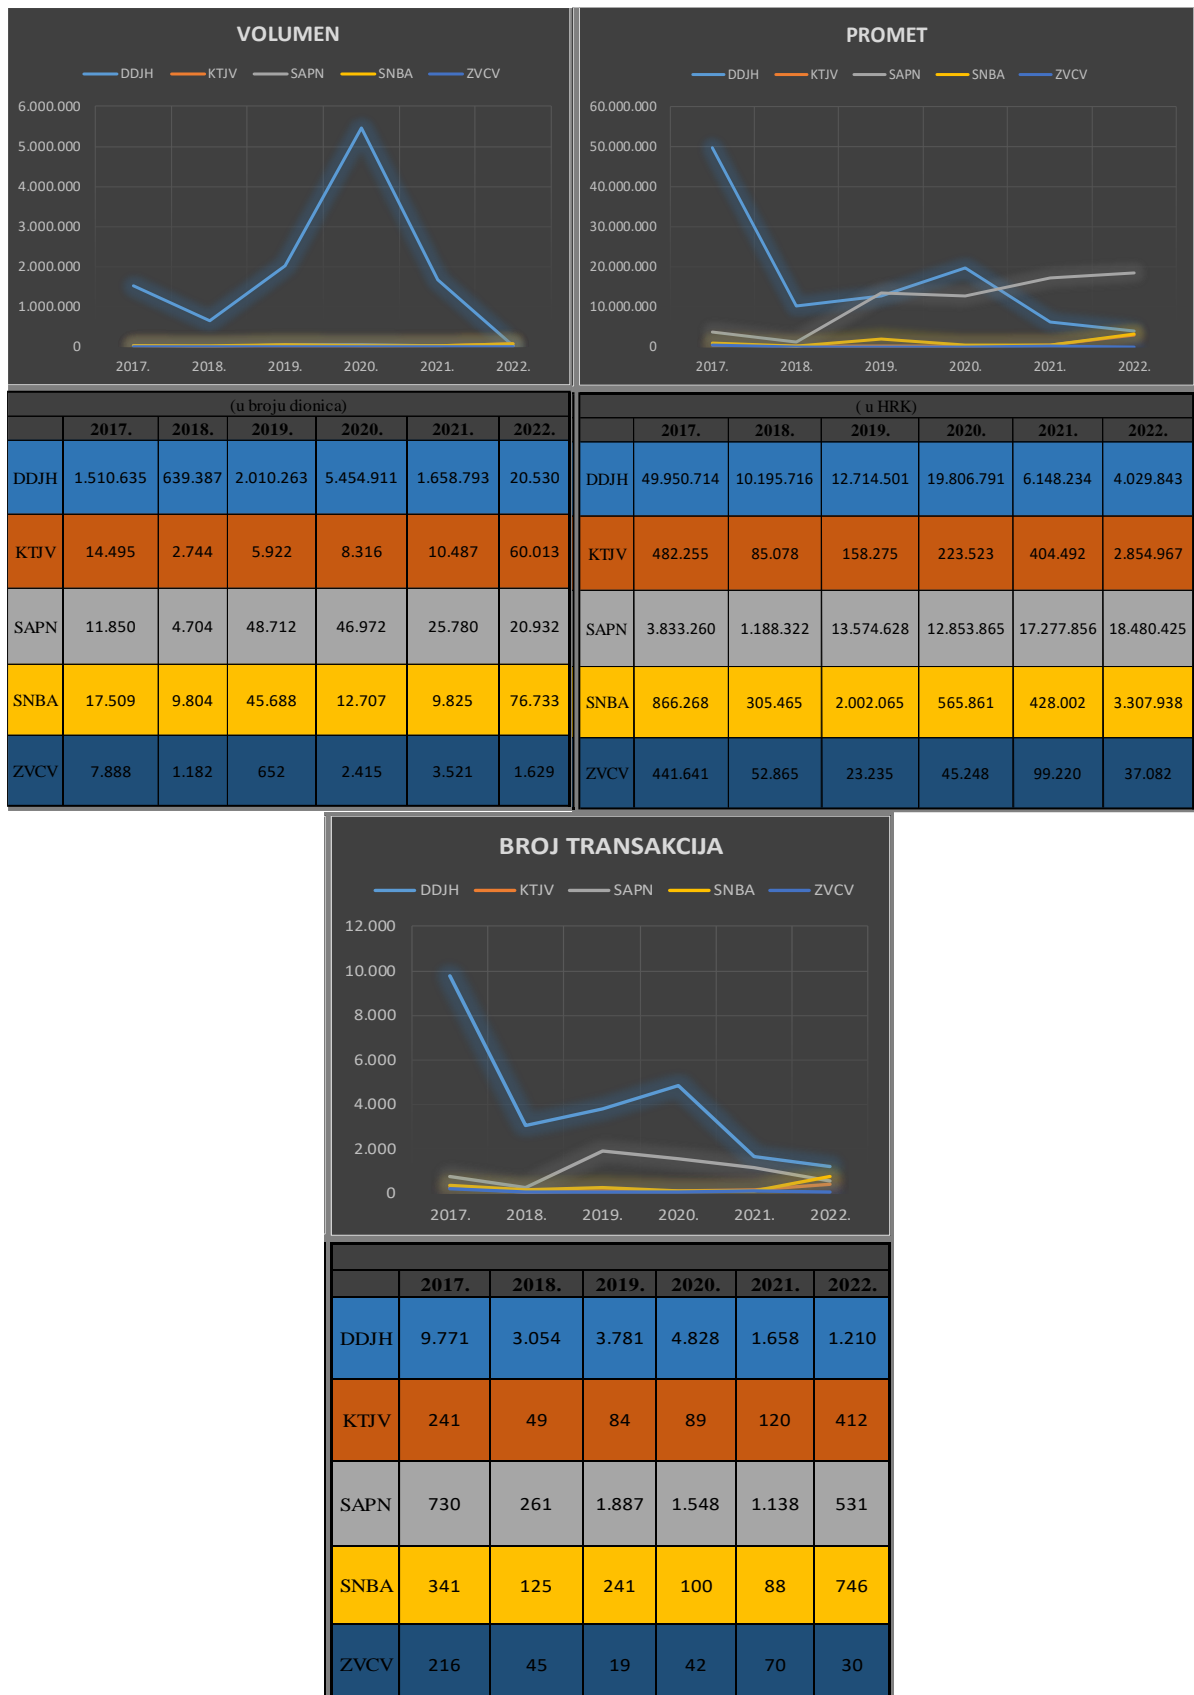 VOLUMEN
DDJH KTJV SAPN SNBA ZVCV
6.000.000
5.000.000
4.000.000
3.000.000
2.000.000
1.000.000
0
2017. 2018. 2019. 2020. 2021. 2022.
(u broju dionica)
2017. 2018. 2019. 2020. 2021. 2022.
DDJH 1.510.635 639.387 2.010.263 5.454.911 1.658.793 20.530
KTJV 14.495 2.744 5.922 8.316 10.487 60.013
SAPN 11.850 4.704 48.712 46.972 25.780 20.932
SNBA 17.509 9.804 45.688 12.707 9.825 76.733
ZVCV 7.888 1.182 652 2.415 3.521 1.629
PROMET
DDJH KTJV SAPN SNBA ZVCV
60.000.000
50.000.000
40.000.000
30.000.000
20.000.000
10.000.000
0
2017. 2018. 2019. 2020. 2021. 2022.
( u HRK)
2017. 2018. 2019. 2020. 2021. 2022.
DDJH 49.950.714 10.195.716 12.714.501 19.806.791 6.148.234 4.029.843
KTJV 482.255 85.078 158.275 223.523 404.492 2.854.967
SAPN 3.833.260 1.188.322 13.574.628 12.853.865 17.277.856 18.480.425
SNBA 866.268 305.465 2.002.065 565.861 428.002 3.307.938
ZVCV 441.641 52.865 23.235 45.248 99.220 37.082
BROJ TRANSAKCIJA
DDJH KTJV SAPN SNBA ZVCV
12.000
10.000
8.000
6.000
4.000
2.000
0
2017. 2018. 2019. 2020. 2021. 2022.
2017. 2018. 2019. 2020. 2021. 2022.
DDJH 9.771 3.054 3.781 4.828 1.658 1.210
KTJV 241 49 84 89 120 412
SAPN 730 261 1.887 1.548 1.138 531
SNBA 341 125 241 100 88 746
ZVCV 216 45 19 42 70 30